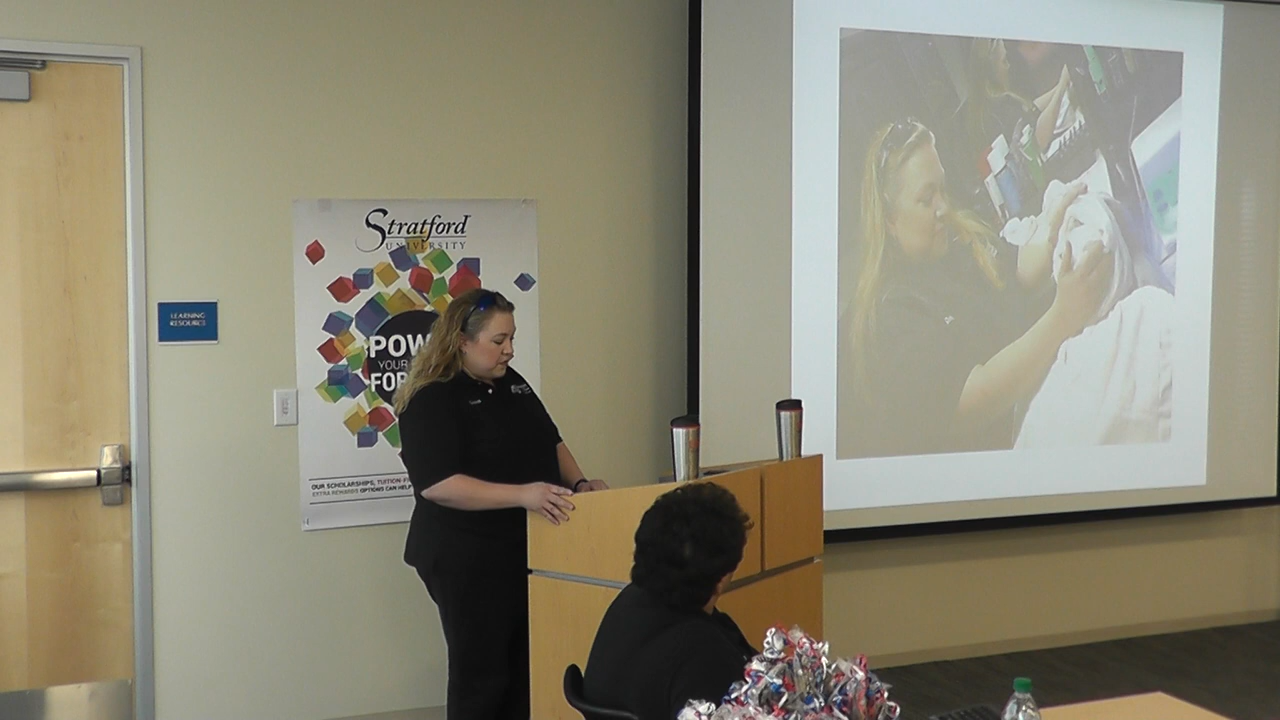 LEARNING
RESOURCE
Stratford
UNIVERSITY
POW
YOUR
FOR
OUR SCHOLARSHIPS, TUITION-F
EXTRA REWARDS OPTIONS CAN HELP